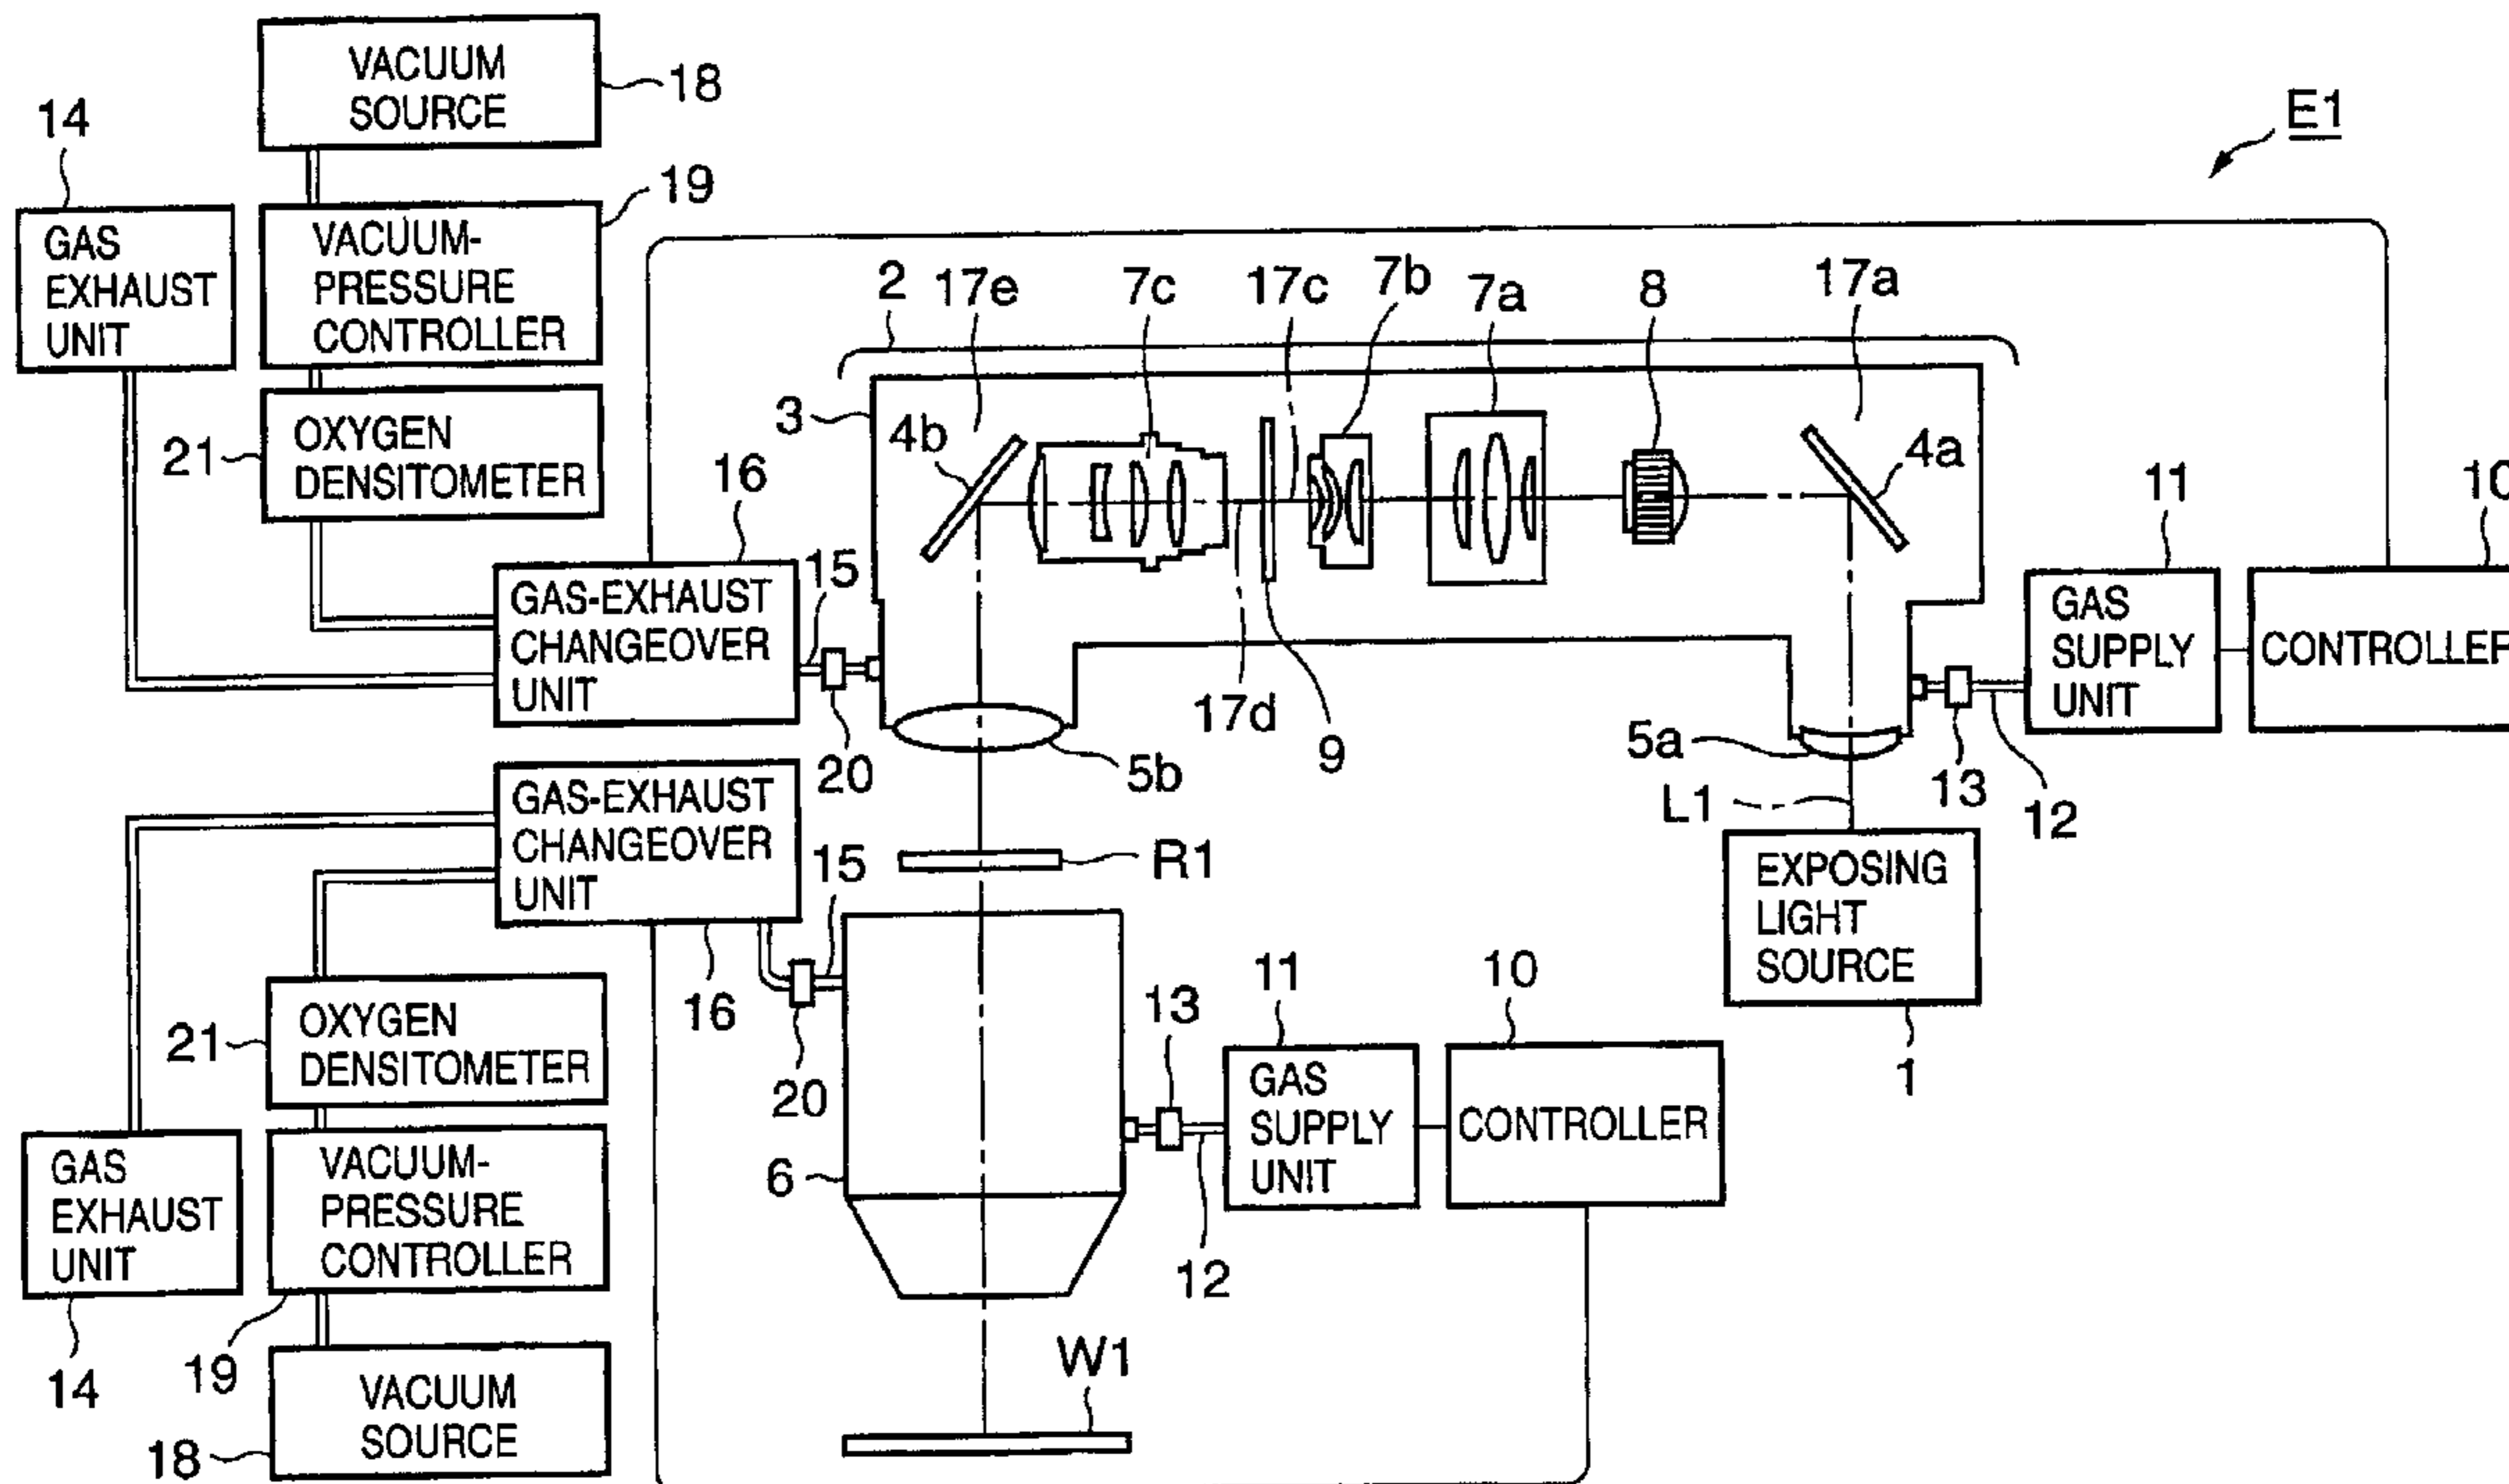 VACUUM
SOURCE
18
E1
14
19
GAS
EXHAUST
UNIT
VACUUM-
PRESSURE
CONTROLLER
2
17e
7c
17c
7b
7a
8
17a
3
4b
4a
21
OXYGEN
DENSITOMETER
16
15
11
10
GAS-EXHAUST
CHANGEOVER
UNIT
GAS
SUPPLY
UNIT
CONTROLLER
20
5b
17d
9
5a
13
12
L1
GAS-EXHAUST
CHANGEOVER
UNIT
15
R1
EXPOSING
LIGHT
SOURCE
1
16
20
13
11
10
21
OXYGEN
DENSITOMETER
GAS
SUPPLY
UNIT
CONTROLLER
6
12
GAS
EXHAUST
UNIT
VACUUM-
PRESSURE
CONTROLLER
14
19
W1
VACUUM
SOURCE
18